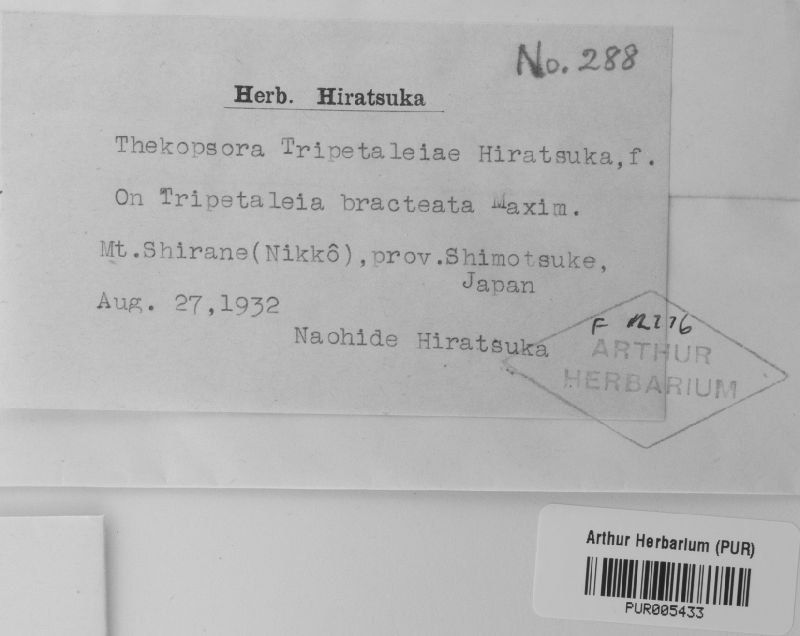 No. 288
Herb. Hiratsuka
Thekopsora Tripetaleiae Hiratsuka,f.
On Tripetaleia bracteata Maxim.
Mt.Shirane(Nikkô),prov.Shimotsuke,
Japan
Aug. 27,1932
Naohide Hiratsuka
F
ARTHUR
HERBARIUM
Arthur Herbarium (PUR)
PUR005433